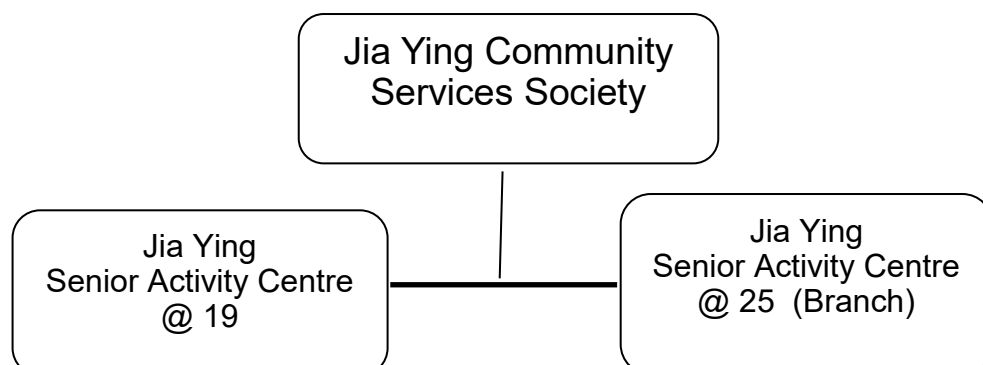 Jia Ying Community
Services Society
Jia Ying
Senior Activity Centre
@ 19
Jia Ying
Senior Activity Centre
@ 25  (Branch)